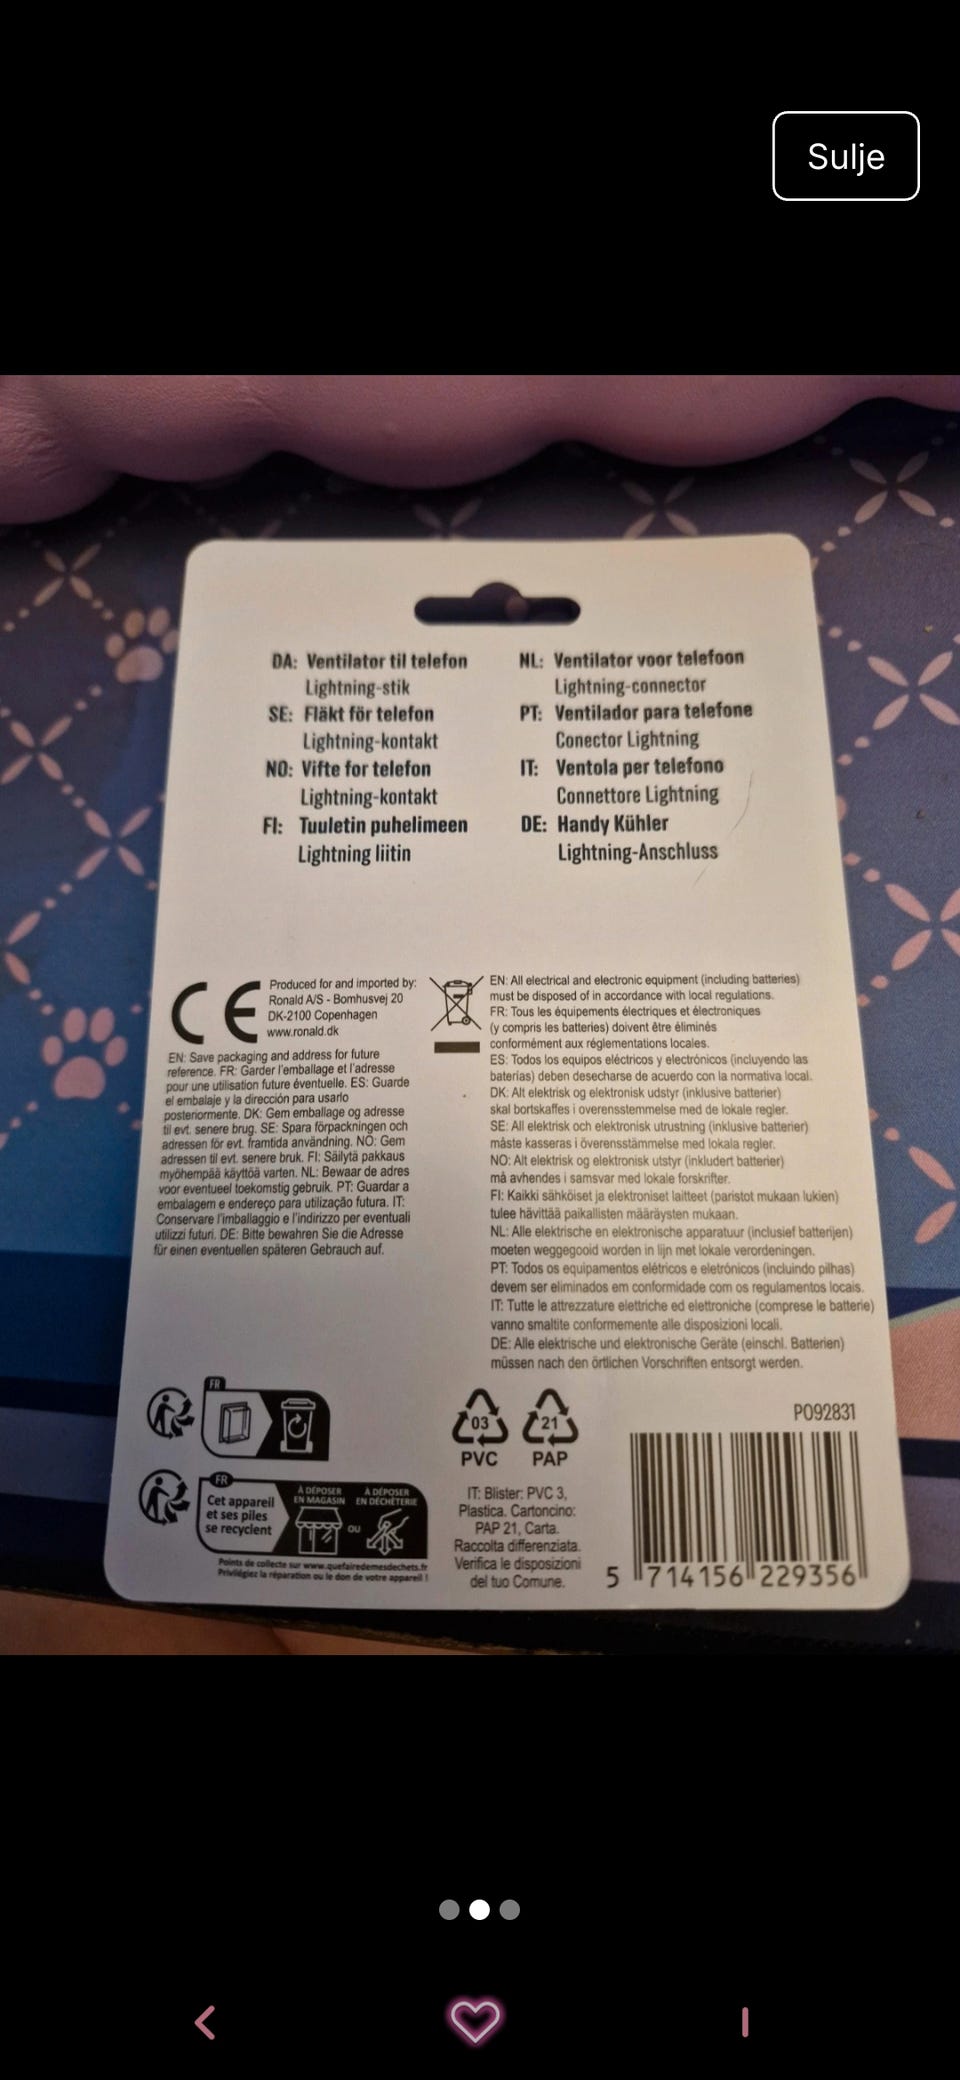 Sulje
DA: Ventilator til telefon
Lightning-stik
SE: Fläkt för telefon
Lightning-kontakt
NO: Vifte for telefon
Lightning-kontakt
FI: Tuuletin puhelimeen
Lightning liitin
NL: Ventilator voor telefoon
Lightning-connector
PT: Ventilador para telefone
Conector Lightning
IT: Ventola per telefono
Connettore Lightning
DE: Handy Kühler
Lightning-Anschluss
CE
Produced for and imported by:
Ronald A/S - Bomhusvej 20
DK-2100 Copenhagen
www.ronald.dk
EN: Save packaging and address for future
reference. FR: Garder l'emballage et l'adresse
pour une utilisation future éventuelle. ES: Guarde
el embalaje y la dirección para usarlo
posteriormente. DK: Gem emballage og adresse
til evt. senere brug. SE: Spara förpackningen och
adressen för evt. framtida användning. NO: Gem
adressen til evt. senere bruk. FI: Säilytä pakkaus
myöhempää käyttöä varten. NL: Bewaar de adres
voor eventueel toekomstig gebruik. PT: Guardar a
embalagem e endereço para utilização futura. IT:
Conservare l'imballaggio e l'indirizzo per eventuali
utilizzi futuri. DE: Bitte bewahren Sie die Adresse
für einen eventuellen späteren Gebrauch auf.
EN: All electrical and electronic equipment (including batteries)
must be disposed of in accordance with local regulations.
FR: Tous les équipements électriques et électroniques
(y compris les batteries) doivent être éliminés
conformément aux réglementations locales.
ES: Todos los equipos eléctricos y electrónicos (incluyendo las
baterías) deben desecharse de acuerdo con la normativa local.
DK: Alt elektrisk og elektronisk udstyr (inklusive batterier)
skal bortskaffes i overensstemmelse med de lokale regler.
SE: All elektrisk och elektronisk utrustning (inklusive batterier)
måste kasseras i överensstämmelse med lokala regler.
NO: Alt elektrisk og elektronisk utstyr (inkludert batterier)
må avhendes i samsvar med lokale forskrifter.
FI: Kaikki sähköiset ja elektroniset laitteet (paristot mukaan lukien)
tulee hävittää paikallisten määräysten mukaan.
NL: Alle elektrische en elektronische apparatuur (inclusief batterijen)
moeten weggegooid worden in lijn met lokale verordeningen.
PT: Todos os equipamentos elétricos e eletrónicos (incluindo pilhas)
devem ser eliminados em conformidade com os regulamentos locais.
IT: Tutte le attrezzature elettriche ed elettroniche (comprese le batterie)
vanno smaltite conformemente alle disposizioni locali.
DE: Alle elektrische und elektronische Geräte (einschl. Batterien)
müssen nach den örtlichen Vorschriften entsorgt werden.
FR
FR
Cet appareil
et ses piles
se recyclent
À DÉPOSER
EN MAGASIN
OU
À DÉPOSER
EN DÉCHÈTERIE
Points de collecte sur www.quefairedemesdechets.fr
Privilégiez la réparation ou le don de votre appareil !
03
PVC
21
PAP
IT: Blister: PVC 3,
Plastica. Cartoncino:
PAP 21, Carta.
Raccolta differenziata.
Verifica le disposizioni
del tuo Comune.
P092831
5 714156 229356